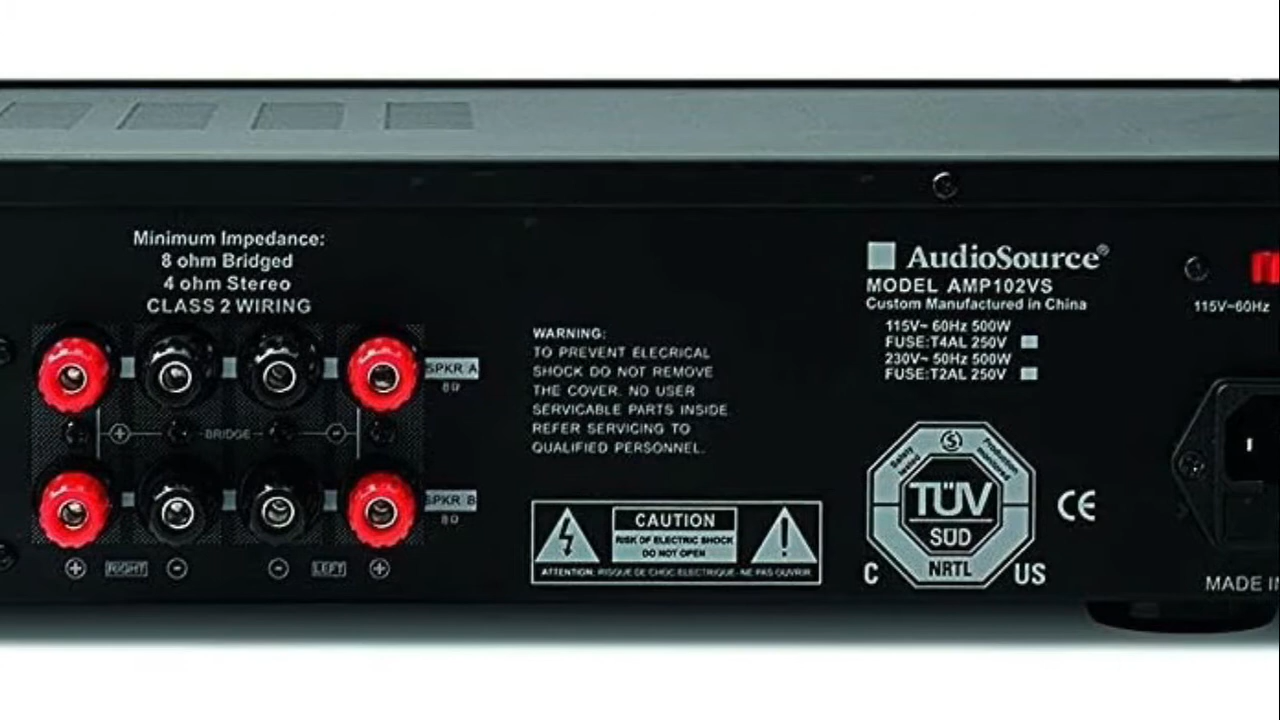 Minimum Impedance:
8 ohm Bridged
4 ohm Stereo
CLASS 2 WIRING
SPKR A
8Ω
BRIDGE
SPKR B
8Ω
RIGHT
LEFT
WARNING:
TO PREVENT ELECRICAL
SHOCK DO NOT REMOVE
THE COVER. NO USER
SERVICABLE PARTS INSIDE.
REFER SERVICING TO
QUALIFIED PERSONNEL.
CAUTION
RISK OF ELECTRIC SHOCK
DO NOT OPEN
ATTENTION: RISQUE DE CHOC ELECTRIQUE- NE PAS OUVRIR
AudioSource®
MODEL AMP102VS
Custom Manufactured in China
115V~ 60Hz 500W
FUSE:T4AL 250V
230V~ 50Hz 500W
FUSE:T2AL 250V
Safety tested
Production monitored
TÜV
SÜD
NRTL
C US
CE
115V~60Hz
MADE IN